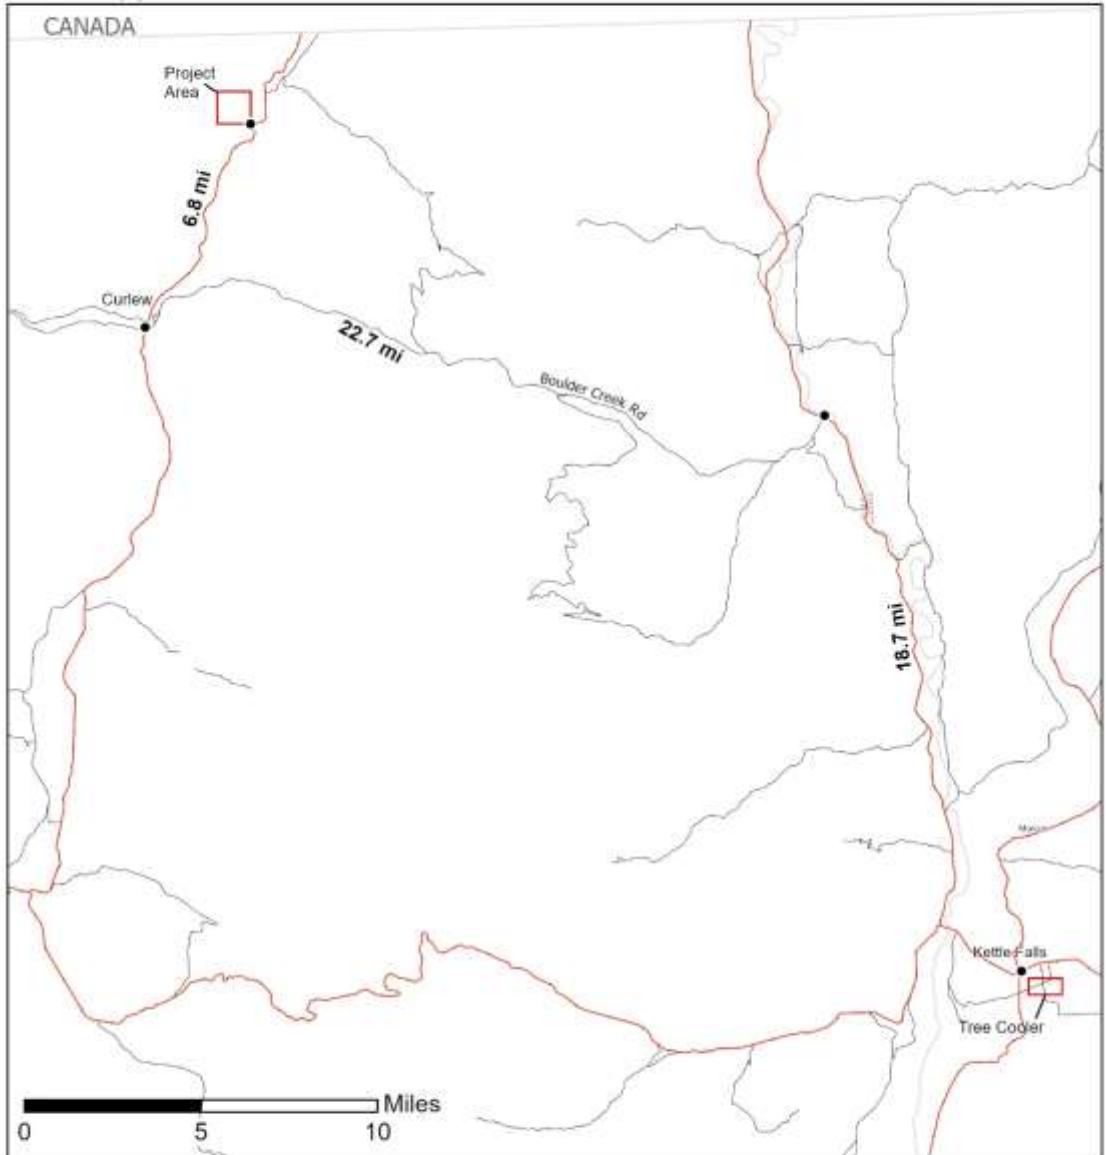 CANADA
Project
Area
6.8 mi
Curlew
22.7 mi
Boulder Creek Rd
18.7 mi
Kettle Falls
Tree Cooler
Miles
0
5
10